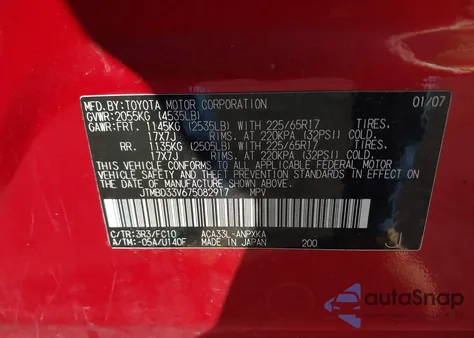 MFD.BY:TOYOTA MOTOR CORPORATION 01/07
GVWR:2055KG (4535LB)
GAWR:FRT. 1145KG (2535LB) WITH 225/65R17 TIRES,
17X7J RIMS, AT 220KPA (32PSI) COLD
RR. 1135KG (2505LB) WITH 225/65R17 TIRES,
17X7J RIMS, AT 220KPA (32PSI) COLD
THIS VEHICLE CONFORMS TO ALL APPLICABLE FEDERAL
MOTOR VEHICLE SAFETY, BUMPER, AND THEFT PREVENTION
STANDARDS IN EFFECT ON THE DATE OF MANUFACTURE
SHOWN ABOVE.
JTMBD33V675082917 MPV
C/TR:3R3/FC10 ACA33L-ANPXKA
A/TM:-05A/U140F MADE IN JAPAN 200 J
autoSnap